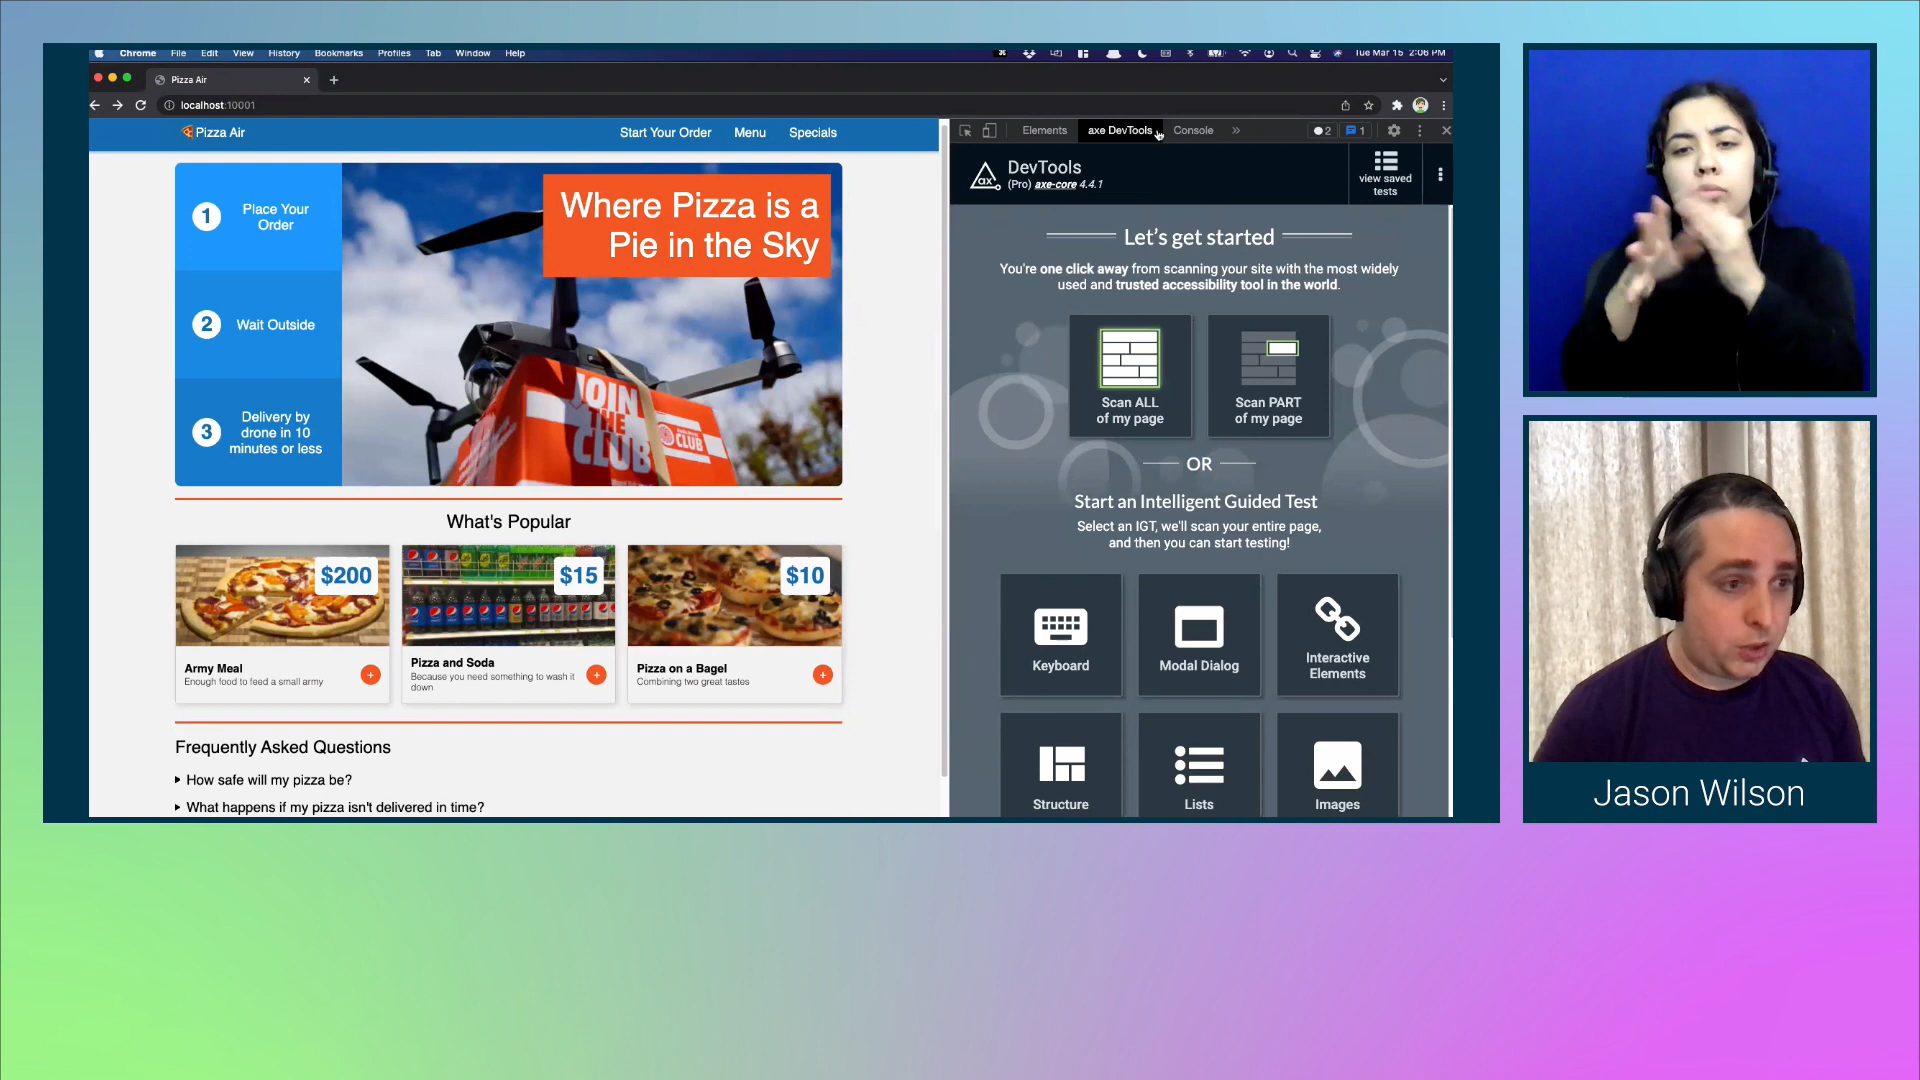 Chrome File Edit View History Bookmarks Profiles Tab Window Help
Tue Mar 15 2:06 PM
Pizza Air
localhost:10001
Pizza Air
Start Your Order Menu Specials
1 Place Your
Order
2 Wait Outside
3 Delivery by
drone in 10
minutes or less
Where Pizza is a
Pie in the Sky
JOIN
THE
CLUB
CLUB
What's Popular
$200
Army Meal
Enough food to feed a small army
+
$15
Pizza and Soda
Because you need something to wash it
down
+
$10
Pizza on a Bagel
Combining two great tastes
+
Frequently Asked Questions
How safe will my pizza be?
What happens if my pizza isn't delivered in time?
Elements axe DevTools Console » 2 1
ax DevTools
(Pro) axe-core 4.4.1
view saved
tests
Let's get started
You're one click away from scanning your site with the most widely
used and trusted accessibility tool in the world.
Scan ALL
of my page
Scan PART
of my page
OR
Start an Intelligent Guided Test
Select an IGT, we'll scan your entire page,
and then you can start testing!
Keyboard
Modal Dialog
Interactive
Elements
Structure
Lists
Images
Jason Wilson